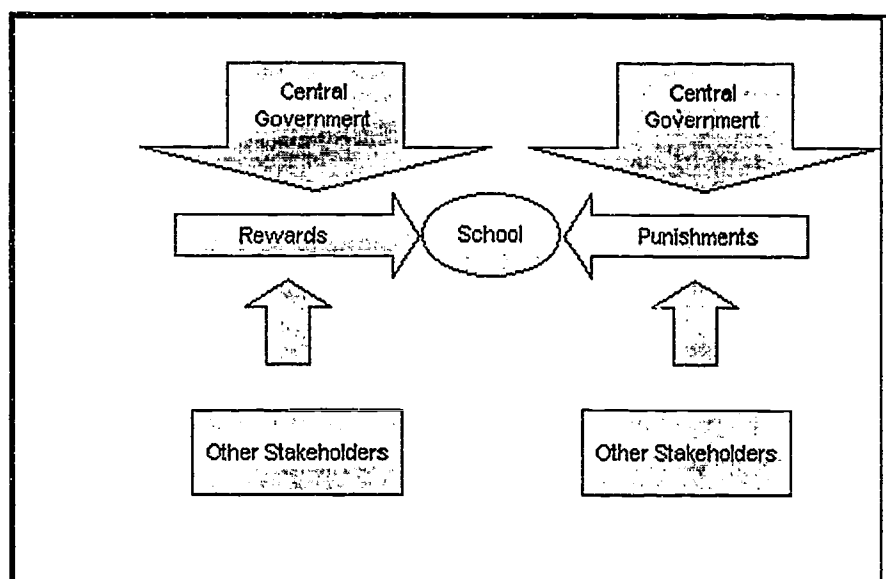 Central
Government
Central
Government
Rewards
School
Punishments
Other Stakeholders
Other Stakeholders